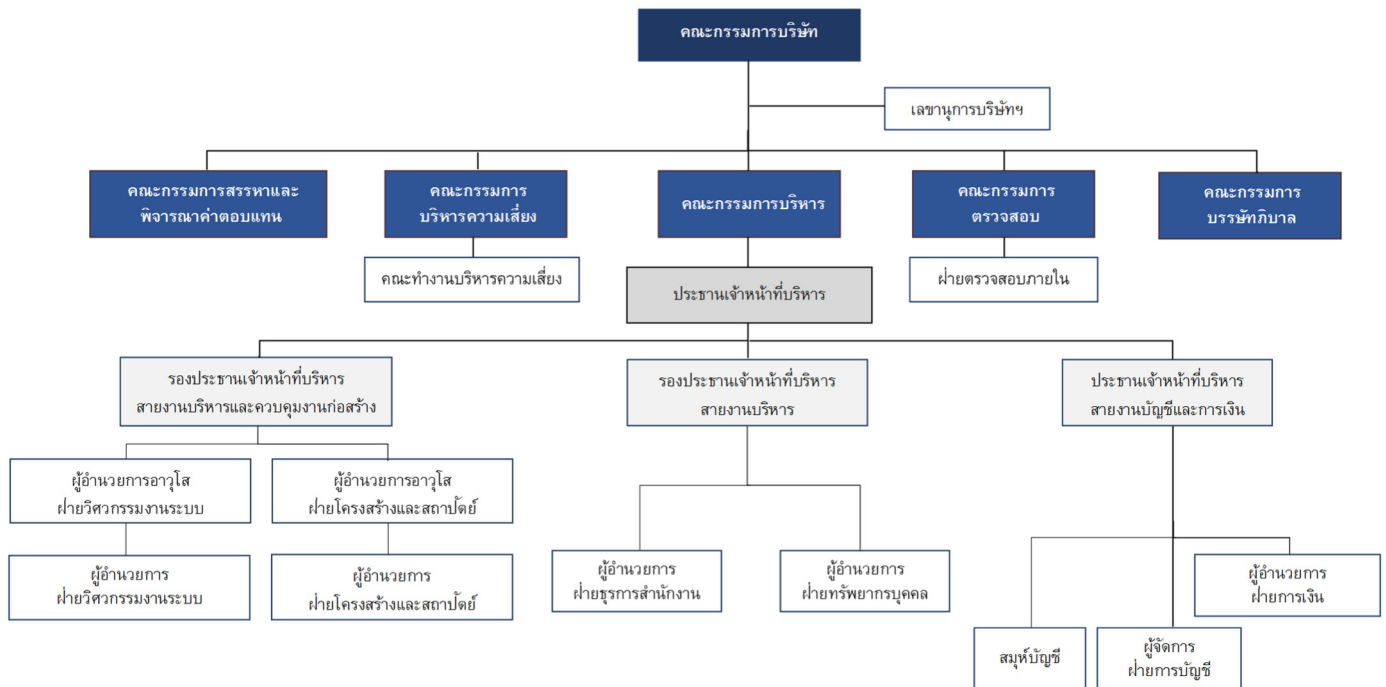 คณะกรรมการบริษัท
เลขานุการบริษัทฯ
คณะกรรมการสรรหาและ
พิจารณาค่าตอบแทน
คณะกรรมการ
บริหารความเสี่ยง
คณะกรรมการบริหาร
คณะกรรมการ
ตรวจสอบ
คณะกรรมการ
บรรษัทภิบาล
คณะทำงานบริหารความเสี่ยง
ประธานเจ้าหน้าที่บริหาร
ฝ่ายตรวจสอบภายใน
รองประธานเจ้าหน้าที่บริหาร
สายงานบริหารและควบคุมงานก่อสร้าง
รองประธานเจ้าหน้าที่บริหาร
สายงานบริหาร
ประธานเจ้าหน้าที่บริหาร
สายงานบัญชีและการเงิน
ผู้อำนวยการอาวุโส
ฝ่ายวิศวกรรมงานระบบ
ผู้อำนวยการอาวุโส
ฝ่ายโครงสร้างและสถาปัตย์
ผู้อำนวยการ
ฝ่ายวิศวกรรมงานระบบ
ผู้อำนวยการ
ฝ่ายโครงสร้างและสถาปัตย์
ผู้อำนวยการ
ฝ่ายธุรการสำนักงาน
ผู้อำนวยการ
ฝ่ายทรัพยากรบุคคล
ผู้อำนวยการ
ฝ่ายการเงิน
สมุห์บัญชี
ผู้จัดการ
ฝ่ายการบัญชี